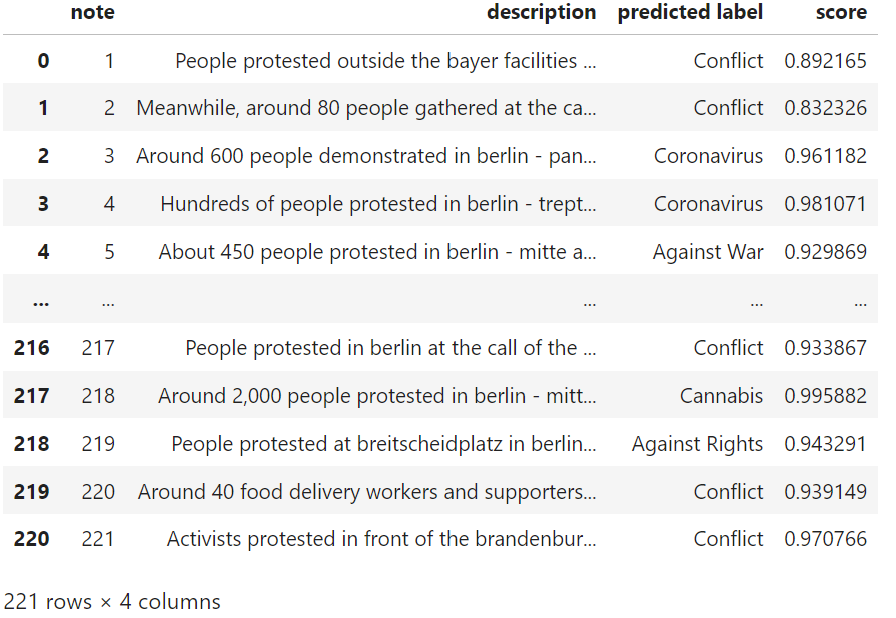 note description predicted label score
0 1 People protested outside the bayer facilities ... Conflict 0.892165
1 2 Meanwhile, around 80 people gathered at the ca... Conflict 0.832326
2 3 Around 600 people demonstrated in berlin - pan... Coronavirus 0.961182
3 4 Hundreds of people protested in berlin - trept... Coronavirus 0.981071
4 5 About 450 people protested in berlin - mitte a... Against War 0.929869
... ... ... ... ...
216 217 People protested in berlin at the call of the ... Conflict 0.933867
217 218 Around 2,000 people protested in berlin - mitt... Cannabis 0.995882
218 219 People protested at breitscheidplatz in berlin... Against Rights 0.943291
219 220 Around 40 food delivery workers and supporters... Conflict 0.939149
220 221 Activists protested in front of the brandenbur... Conflict 0.970766
221 rows × 4 columns